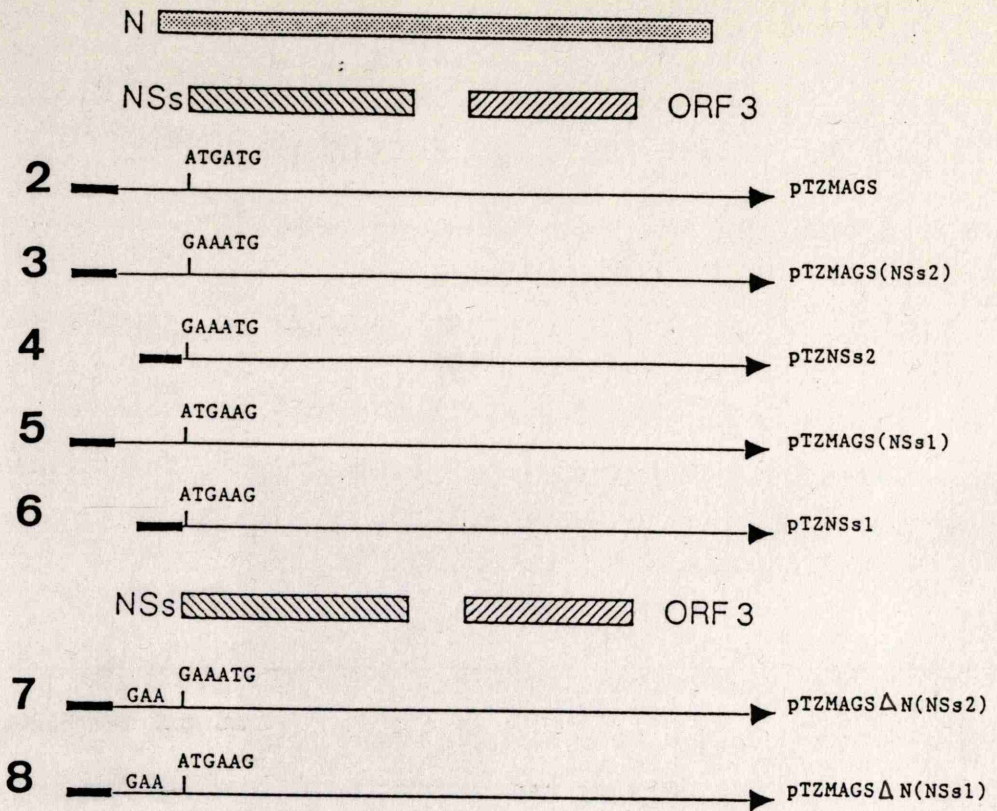 N
NSs ORF 3
ATGATG
2 pTZMAGS
GAAATG
3 pTZMAGS(NSs2)
GAAATG
4 pTZNSs2
ATGAAG
5 pTZMAGS(NSs1)
ATGAAG
6 pTZNSs1
NSs ORF 3
GAAATG
7 GAA pTZMAGSΔN(NSs2)
ATGAAG
8 GAA pTZMAGSΔN(NSs1)